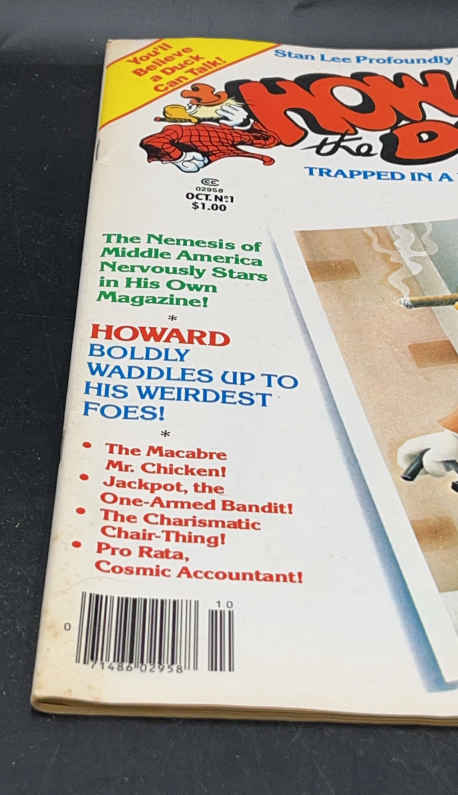 You'll
Believe
a Duck
Can Talk!
Stan Lee Profoundly
HOW
the D
TRAPPED IN A
CC
02958
OCT. Nº1
$1.00
The Nemesis of
Middle America
Nervously Stars
in His Own
Magazine!
*
HOWARD
BOLDLY
WADDLES UP TO
HIS WEIRDEST
FOES!
*
• The Macabre
Mr. Chicken!
• Jackpot, the
One-Armed Bandit!
• The Charismatic
Chair-Thing!
• Pro Rata,
Cosmic Accountant!
10
0
71486 02958